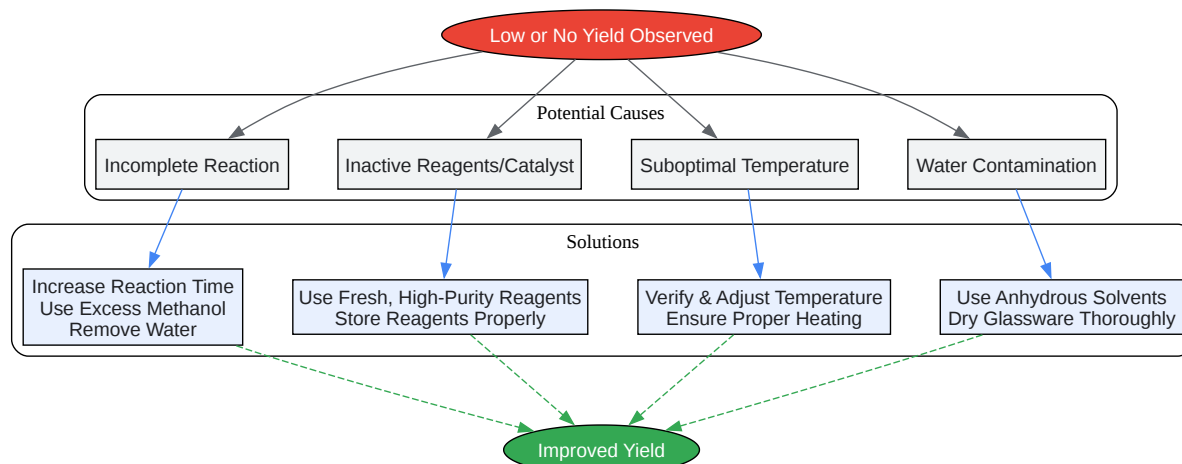 Low or No Yield Observed
Potential Causes
Incomplete Reaction
Inactive Reagents/Catalyst
Suboptimal Temperature
Water Contamination
Solutions
Increase Reaction Time
Use Excess Methanol
Remove Water
Use Fresh, High-Purity Reagents
Store Reagents Properly
Verify & Adjust Temperature
Ensure Proper Heating
Use Anhydrous Solvents
Dry Glassware Thoroughly
Improved Yield